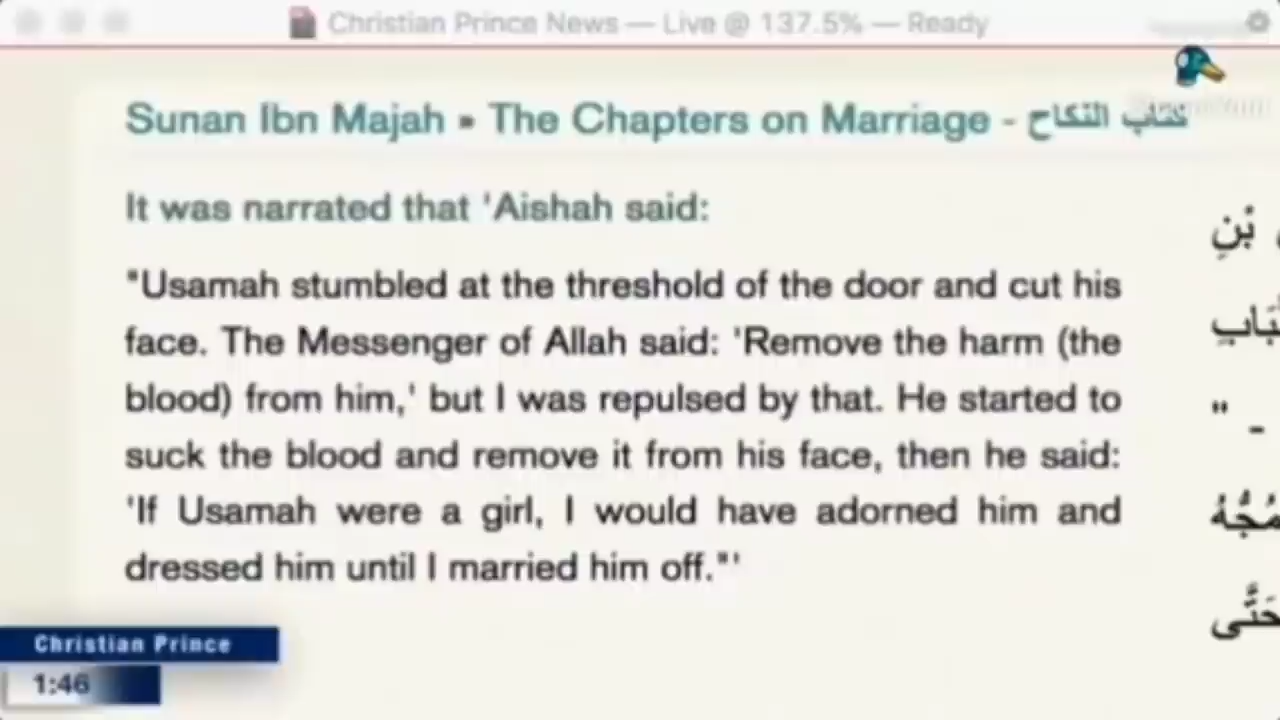 Christian Prince News — Live @ 137.5% — Ready
Sunan Ibn Majah » The Chapters on Marriage - كتاب النكاح
It was narrated that 'Aishah said:
"Usamah stumbled at the threshold of the door and cut his
face. The Messenger of Allah said: 'Remove the harm (the
blood) from him,' but I was repulsed by that. He started to
suck the blood and remove it from his face, then he said:
'If Usamah were a girl, I would have adorned him and
dressed him until I married him off."'
بْنِ
" -
حَتَّى
Christian Prince
1:46